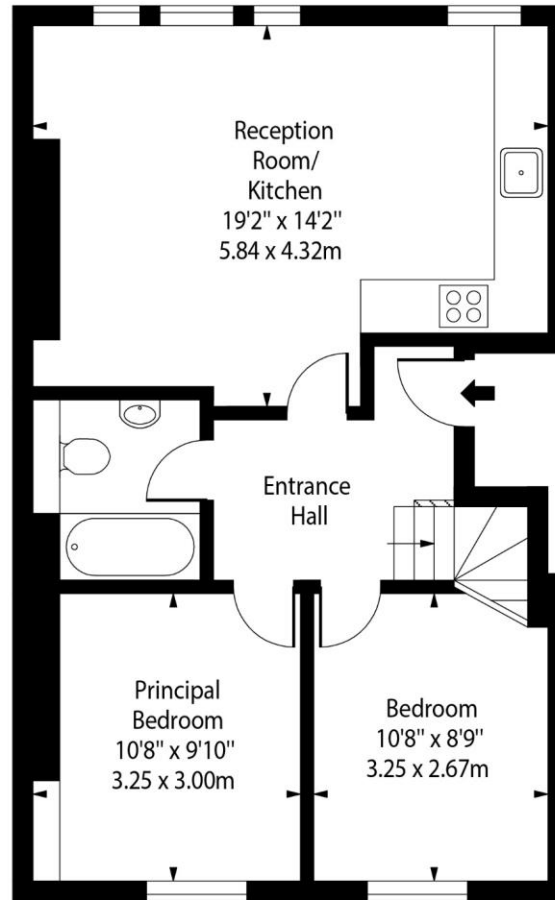 Reception
Room/
Kitchen
19'2" x 14'2"
5.84 x 4.32m
Entrance
Hall
Principal
Bedroom
10'8" x 9'10"
3.25 x 3.00m
Bedroom
10'8" x 8'9"
3.25 x 2.67m